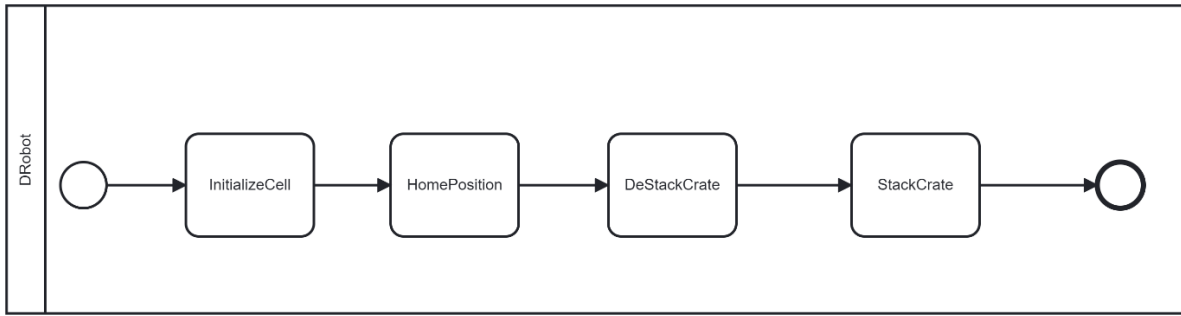 DRobot
InitializeCell
HomePosition
DeStackCrate
StackCrate